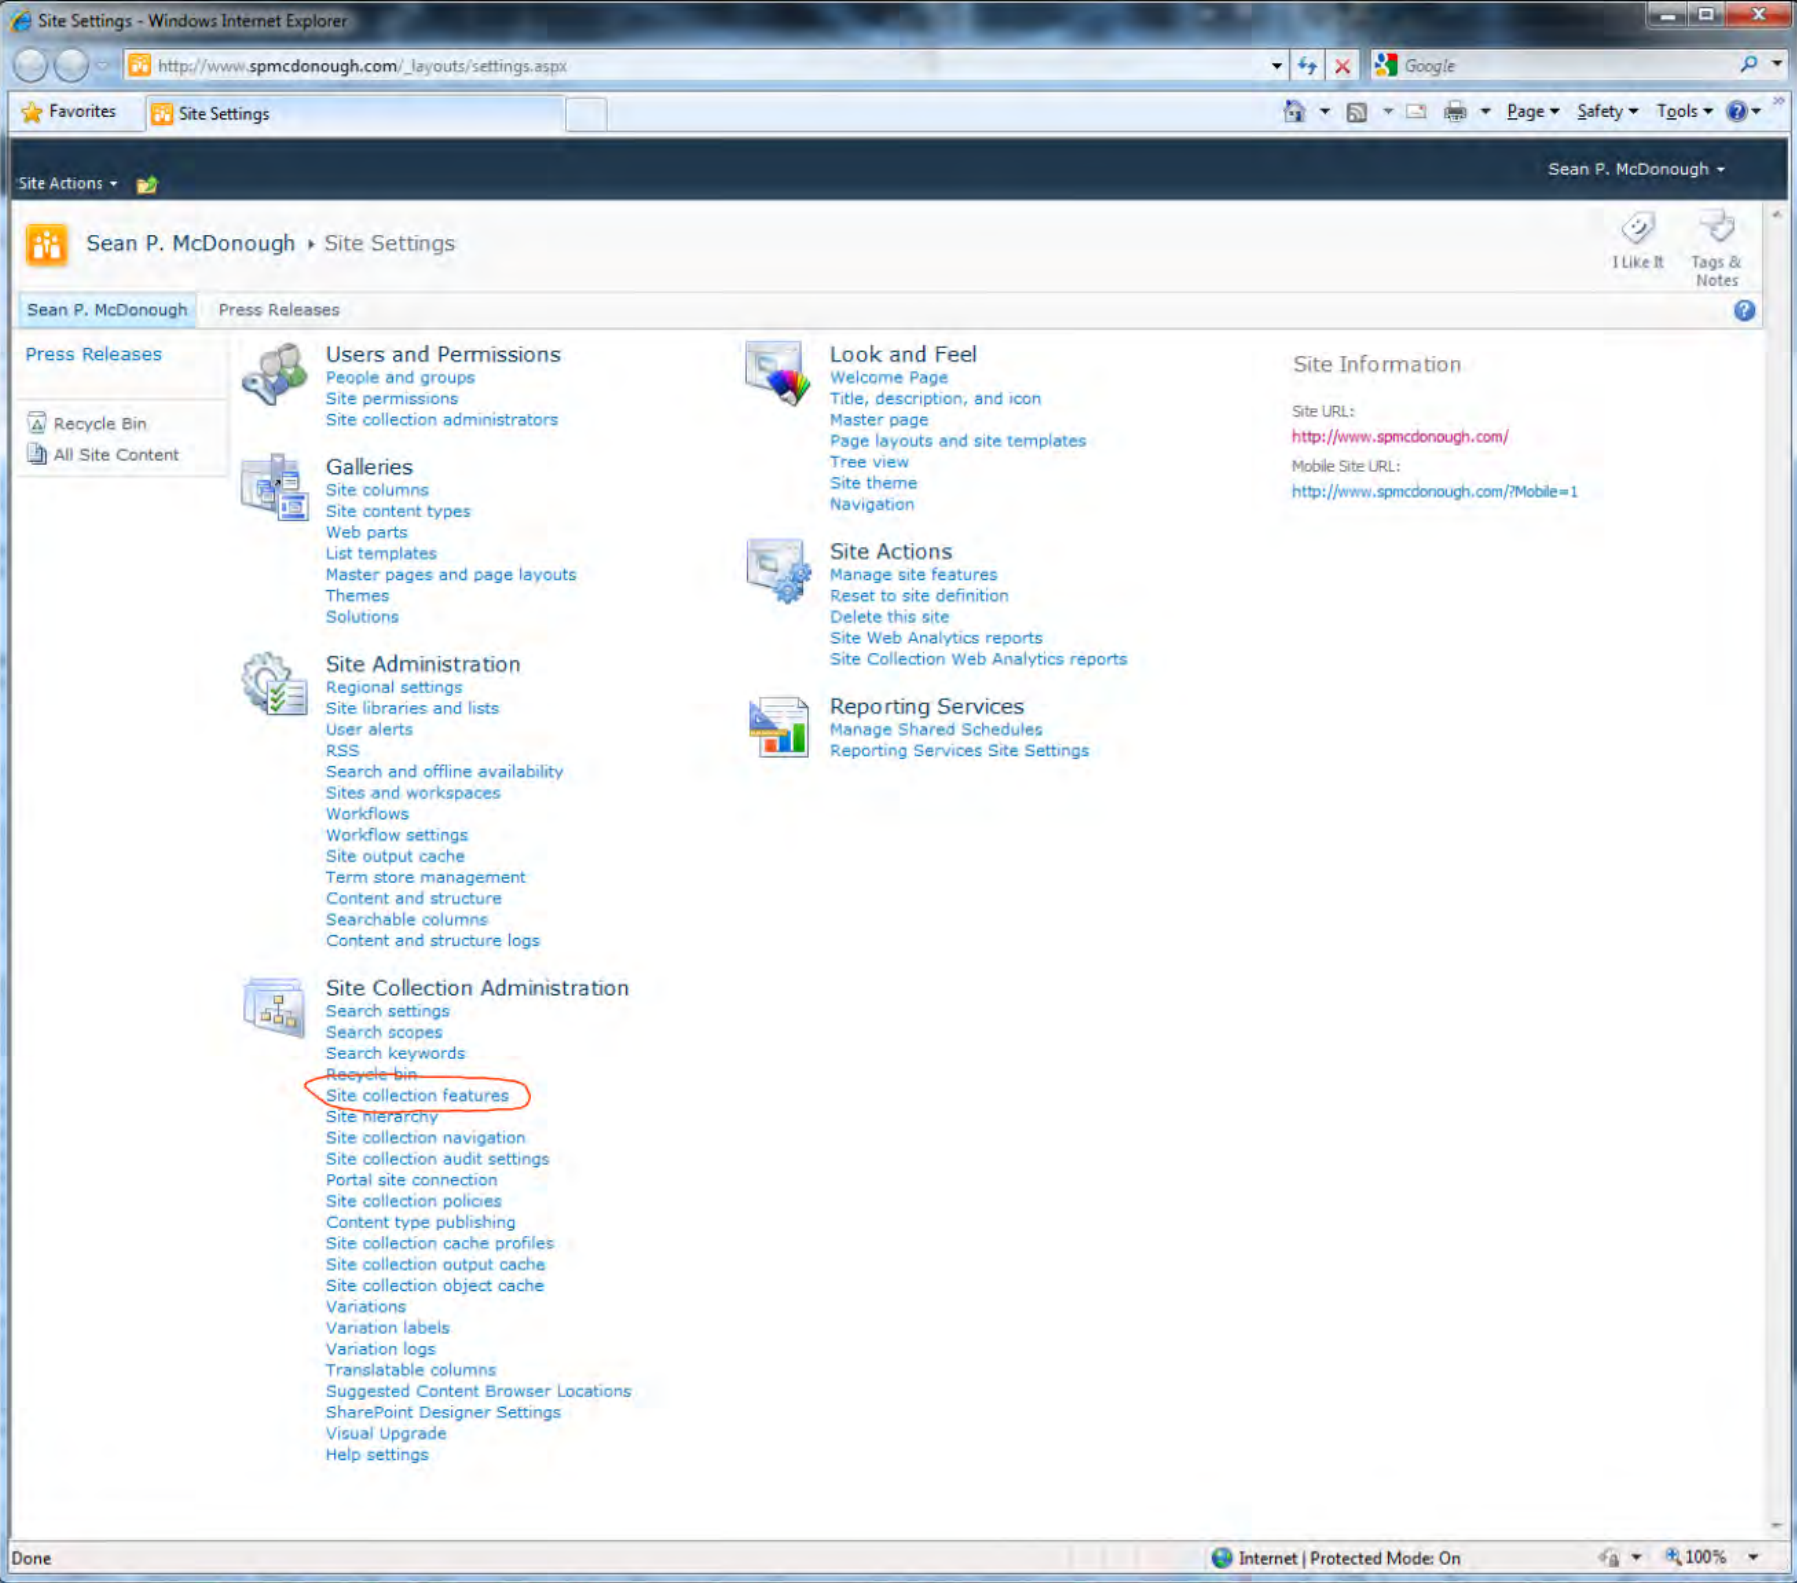 Site Settings - Windows Internet Explorer
http://www.spmcdonough.com/_layouts/settings.aspx
Google
Favorites
Site Settings
Page
Safety
Tools
Site Actions
Sean P. McDonough
Sean P. McDonough
Site Settings
I Like It
Tags &
Notes
Sean P. McDonough
Press Releases
Press Releases
Recycle Bin
All Site Content
Users and Permissions
People and groups
Site permissions
Site collection administrators
Galleries
Site columns
Site content types
Web parts
List templates
Master pages and page layouts
Themes
Solutions
Site Administration
Regional settings
Site libraries and lists
User alerts
RSS
Search and offline availability
Sites and workspaces
Workflows
Workflow settings
Site output cache
Term store management
Content and structure
Searchable columns
Content and structure logs
Site Collection Administration
Search settings
Search scopes
Search keywords
Recycle bin
Site collection features
Site hierarchy
Site collection navigation
Site collection audit settings
Portal site connection
Site collection policies
Content type publishing
Site collection cache profiles
Site collection output cache
Site collection object cache
Variations
Variation labels
Variation logs
Translatable columns
Suggested Content Browser Locations
SharePoint Designer Settings
Visual Upgrade
Help settings
Look and Feel
Welcome Page
Title, description, and icon
Master page
Page layouts and site templates
Tree view
Site theme
Navigation
Site Actions
Manage site features
Reset to site definition
Delete this site
Site Web Analytics reports
Site Collection Web Analytics reports
Reporting Services
Manage Shared Schedules
Reporting Services Site Settings
Site Information
Site URL:
http://www.spmcdonough.com/
Mobile Site URL:
http://www.spmcdonough.com/?Mobile=1
Done
Internet | Protected Mode: On
100%